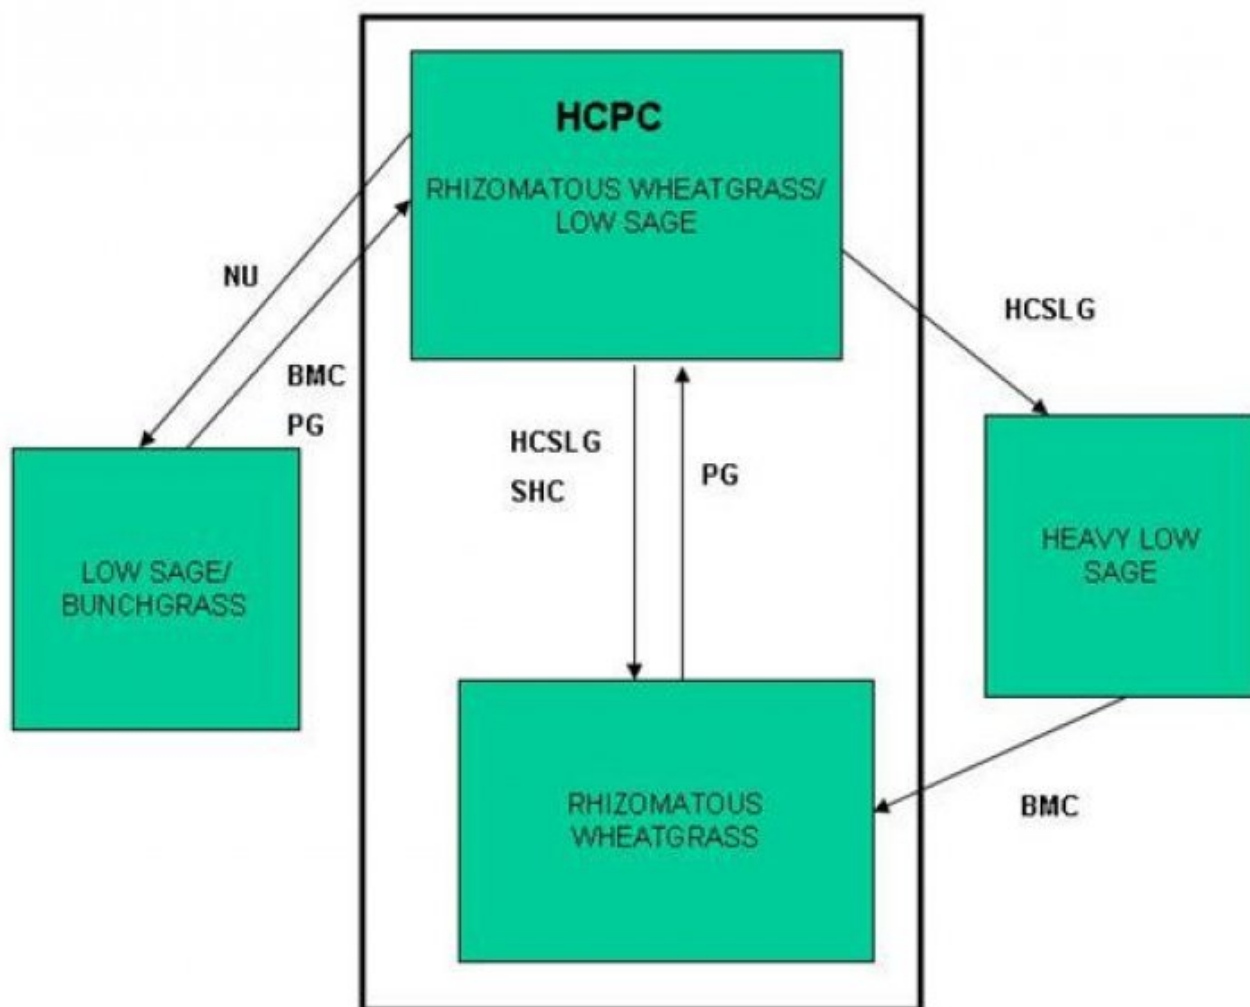 HCPC
RHIZOMATOUS WHEATGRASS/
LOW SAGE
NU
BMC
PG
HCSLG
HCSLG
SHC
PG
LOW SAGE/
BUNCHGRASS
HEAVY LOW
SAGE
RHIZOMATOUS
WHEATGRASS
BMC